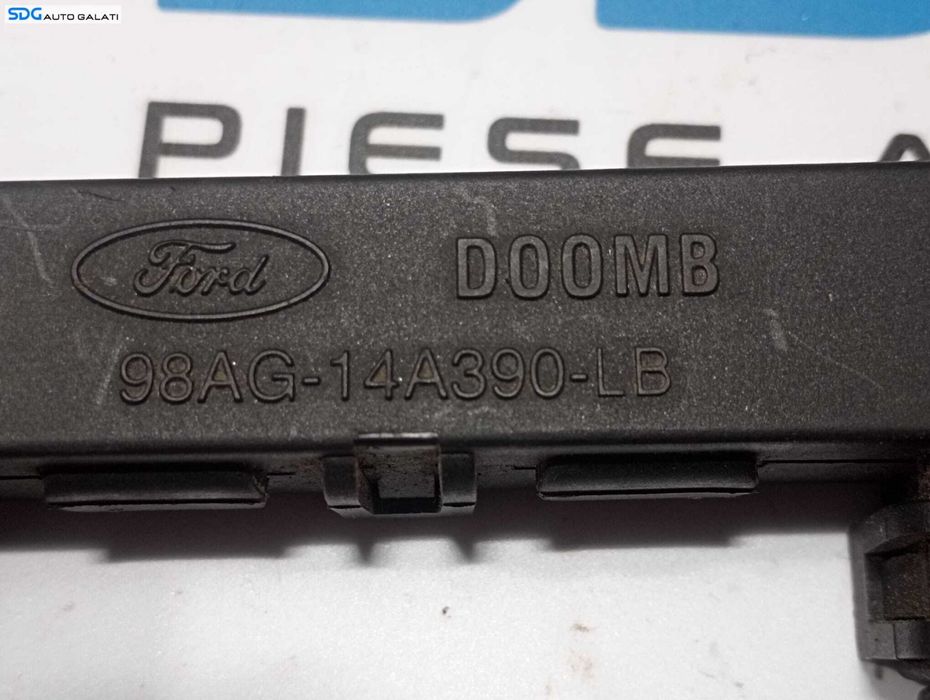 SDG AUTO GALATI
PIESE A
Ford
D00MB
98AG-14A390-LB